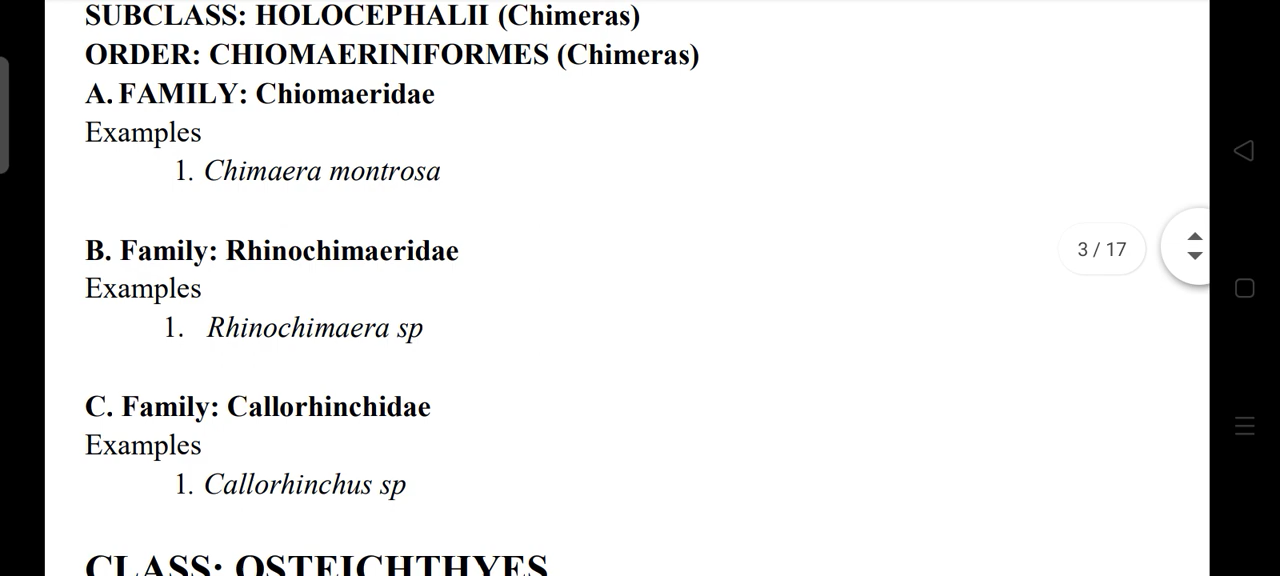 SUBCLASS: HOLOCEPHALII (Chimeras)
ORDER: CHIOMAERINIFORMES (Chimeras)
A. FAMILY: Chiomaeridae
Examples
1. Chimaera montrosa
B. Family: Rhinochimaeridae
Examples
1. Rhinochimaera sp
3 / 17
C. Family: Callorhinchidae
Examples
1. Callorhinchus sp
CLASS: OSTEICHTHYES